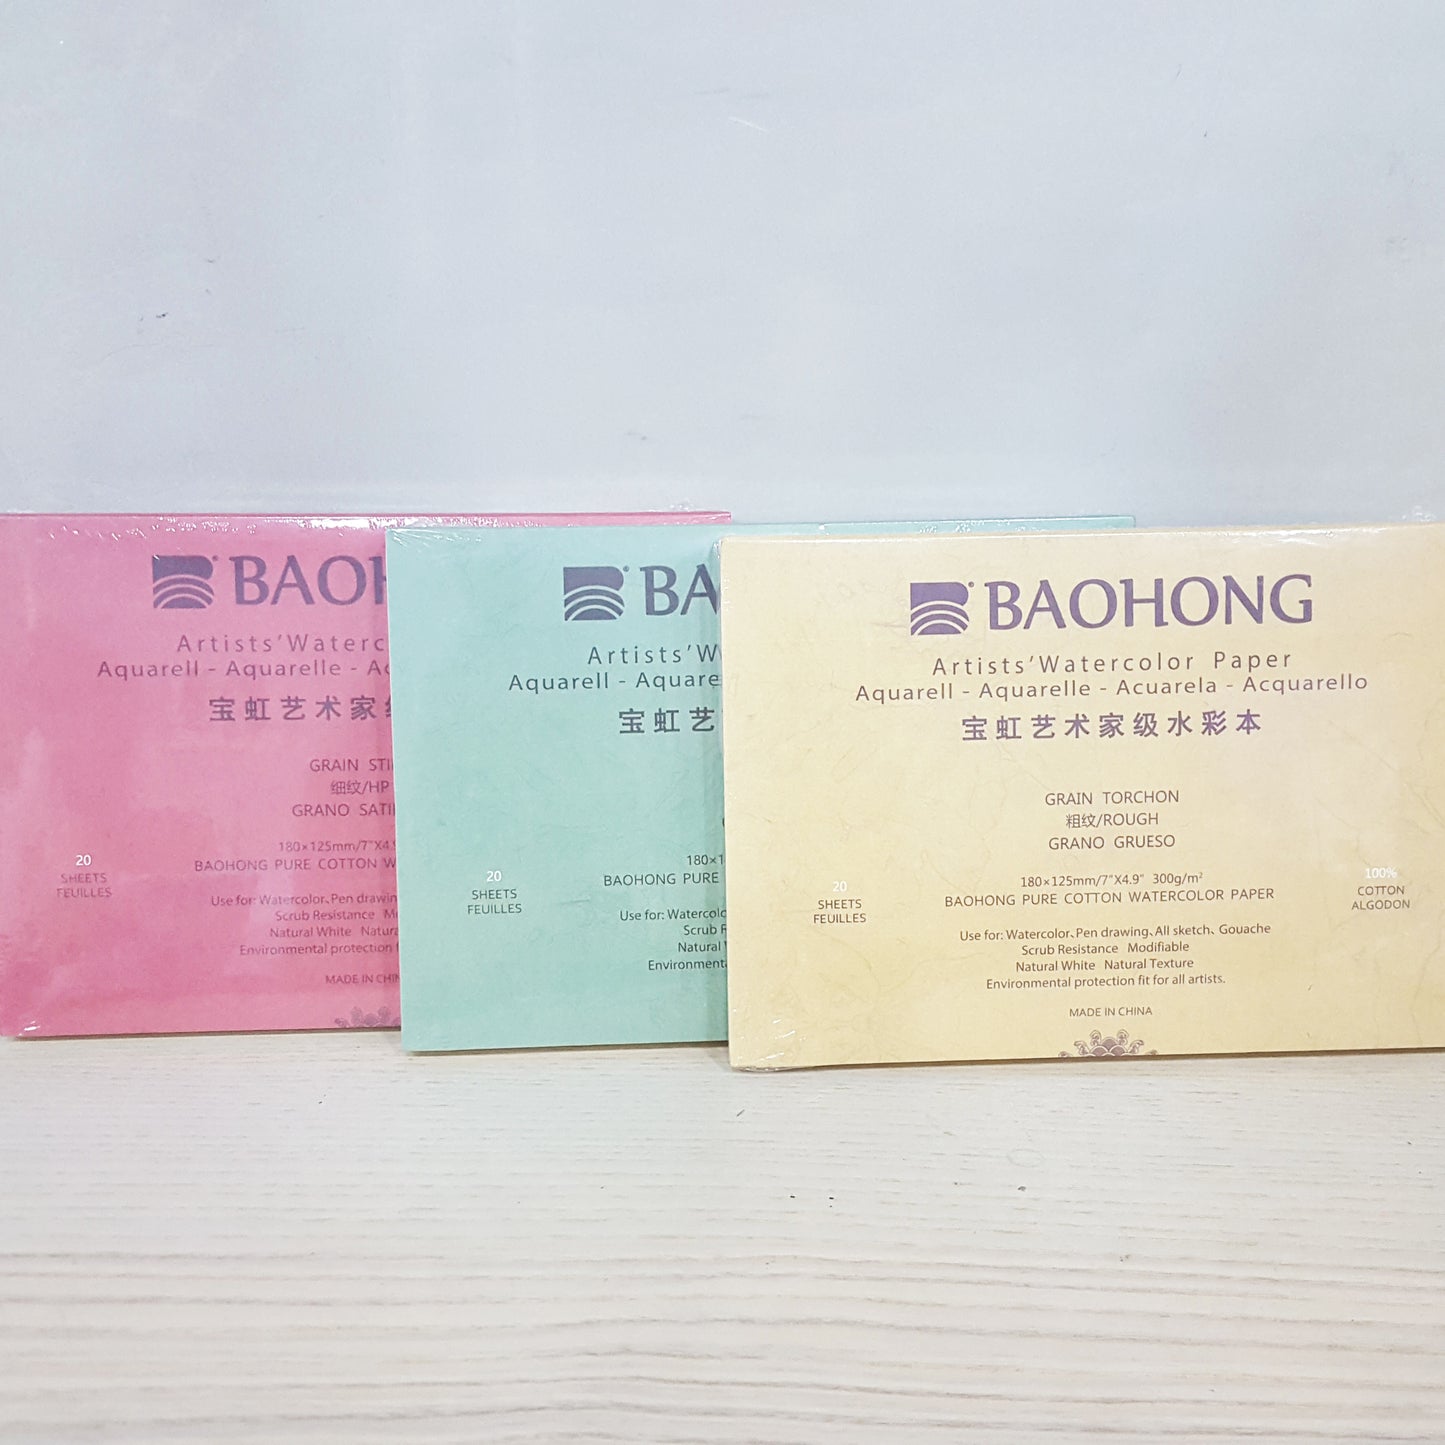 BAOH
Artists' Waterc
Aquarell - Aquarelle - Ac
宝虹艺术家
GRAIN
细纹/HP
GRANO
180×125mm/7"X4.9
BAOHONG PURE COTTON W
20
SHEETS
FEUILLES
Use for: Watercolor、Pen drawin
Scrub Resistance
Natural White Natura
Environmental protection
MADE IN CHIN
BA
Artists' W
Aquarell - Aquare
宝虹艺
180×1
BAOHONG PURE
20
SHEETS
FEUILLES
Use for: Watercolo
Scrub
Natural
Environment
BAOHONG
Artists' Watercolor Paper
Aquarell - Aquarelle - Acuarela - Acquarello
宝虹艺术家级水彩本
GRAIN TORCHON
粗纹/ROUGH
GRANO GRUESO
180×125mm/7"X4.9" 300g/m²
BAOHONG PURE COTTON WATERCOLOR PAPER
20
SHEETS
FEUILLES
100%
COTTON
ALGODON
Use for: Watercolor、Pen drawing、All sketch、Gouache
Scrub Resistance Modifiable
Natural White Natural Texture
Environmental protection fit for all artists.
MADE IN CHINA